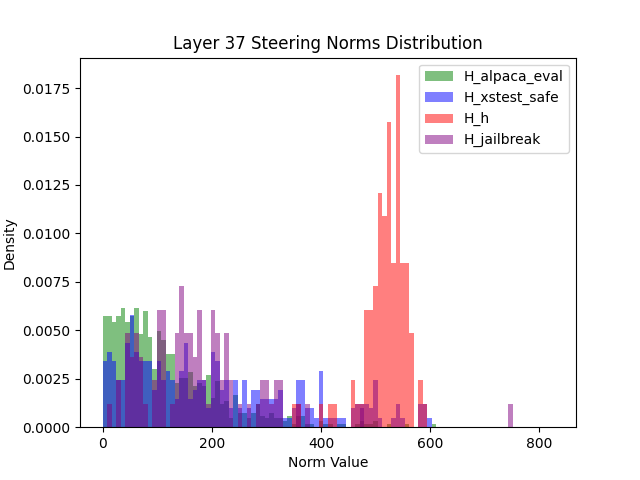 Layer 37 Steering Norms Distribution
H_alpaca_eval
H_xstest_safe
H_h
H_jailbreak
0.0175
0.0150
0.0125
0.0100
0.0075
0.0050
0.0025
0.0000
Density
0 200 400 600 800
Norm Value